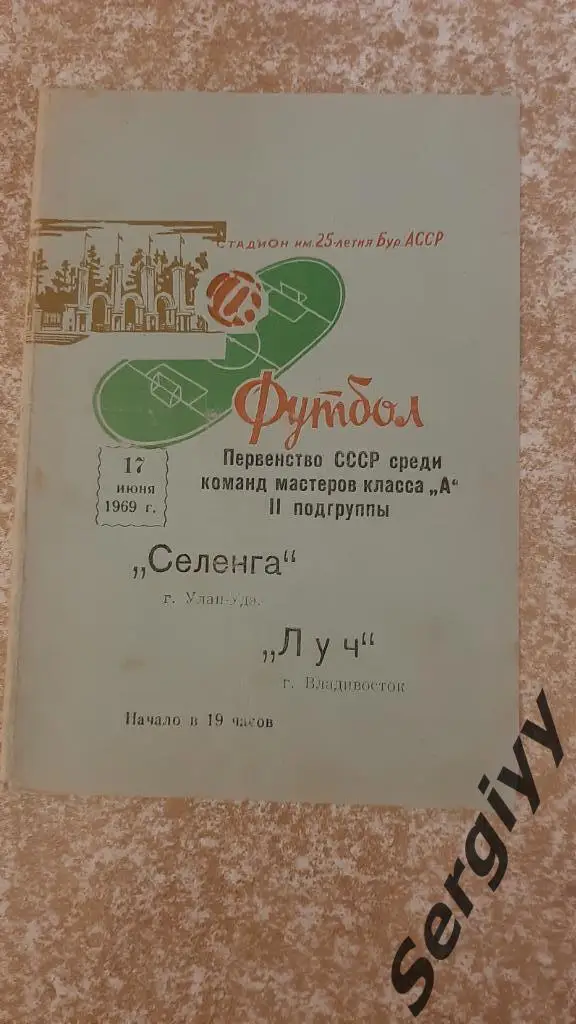 СТАДИОН им. 25-летия Бур. АССР
Футбол
17
июня
1969 г.
Первенство СССР среди
команд мастеров класса „А“
II подгруппы
„Селенга“
г. Улан-Удэ.
„Луч“
г. Владивосток
Начало в 19 часов
Sergiyy